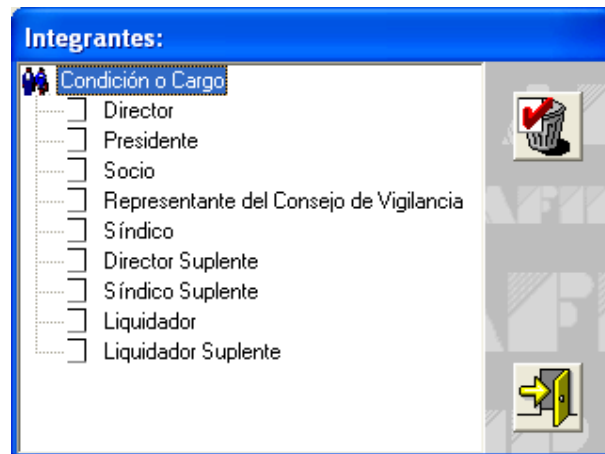 Integrantes:
Condición o Cargo
Director
Presidente
Socio
Representante del Consejo de Vigilancia
Síndico
Director Suplente
Síndico Suplente
Liquidador
Liquidador Suplente